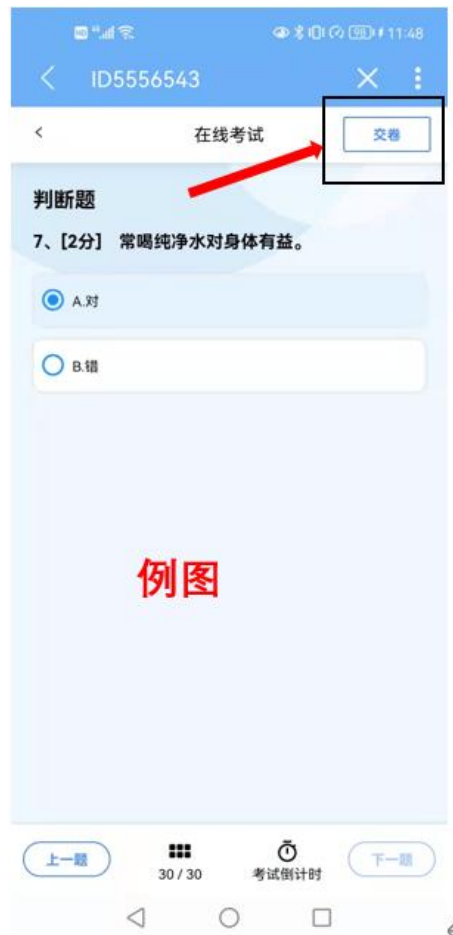 HD 11:48
ID5556543
在线考试
交卷
判断题
7、[2分] 常喝纯净水对身体有益。
A.对
B.错
例图
上一题
30 / 30
考试倒计时
下一题